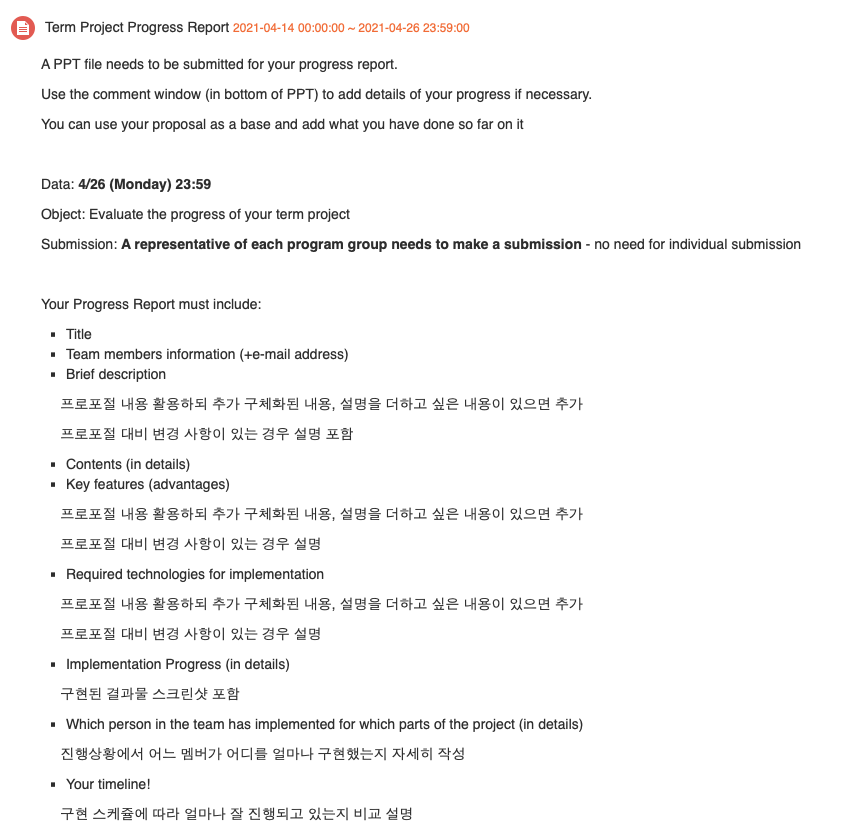 Term Project Progress Report 2021-04-14 00:00:00 ~ 2021-04-26 23:59:00
A PPT file needs to be submitted for your progress report.
Use the comment window (in bottom of PPT) to add details of your progress if necessary.
You can use your proposal as a base and add what you have done so far on it
Data: 4/26 (Monday) 23:59
Object: Evaluate the progress of your term project
Submission: A representative of each program group needs to make a submission - no need for individual submission
Your Progress Report must include:
▪ Title
▪ Team members information (+e-mail address)
▪ Brief description
프로포절 내용 활용하되 추가 구체화된 내용, 설명을 더하고 싶은 내용이 있으면 추가
프로포절 대비 변경 사항이 있는 경우 설명 포함
▪ Contents (in details)
▪ Key features (advantages)
프로포절 내용 활용하되 추가 구체화된 내용, 설명을 더하고 싶은 내용이 있으면 추가
프로포절 대비 변경 사항이 있는 경우 설명
▪ Required technologies for implementation
프로포절 내용 활용하되 추가 구체화된 내용, 설명을 더하고 싶은 내용이 있으면 추가
프로포절 대비 변경 사항이 있는 경우 설명
▪ Implementation Progress (in details)
구현된 결과물 스크린샷 포함
▪ Which person in the team has implemented for which parts of the project (in details)
진행상황에서 어느 멤버가 어디를 얼마나 구현했는지 자세히 작성
▪ Your timeline!
구현 스케쥴에 따라 얼마나 잘 진행되고 있는지 비교 설명